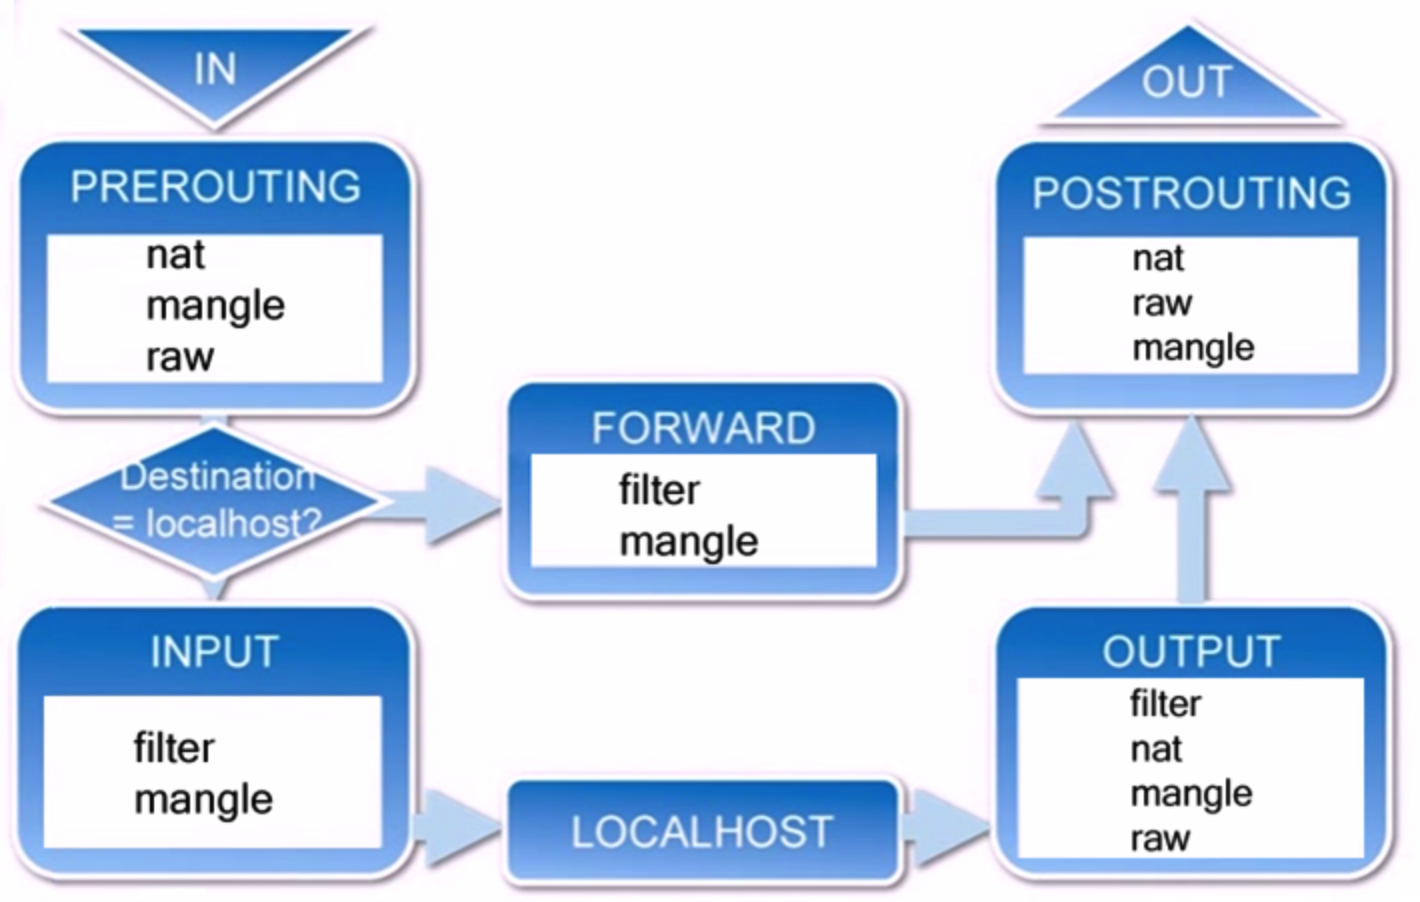 IN
PREROUTING
nat
mangle
raw
Destination
= localhost?
INPUT
filter
mangle
FORWARD
filter
mangle
LOCALHOST
OUT
POSTROUTING
nat
raw
mangle
OUTPUT
filter
nat
mangle
raw